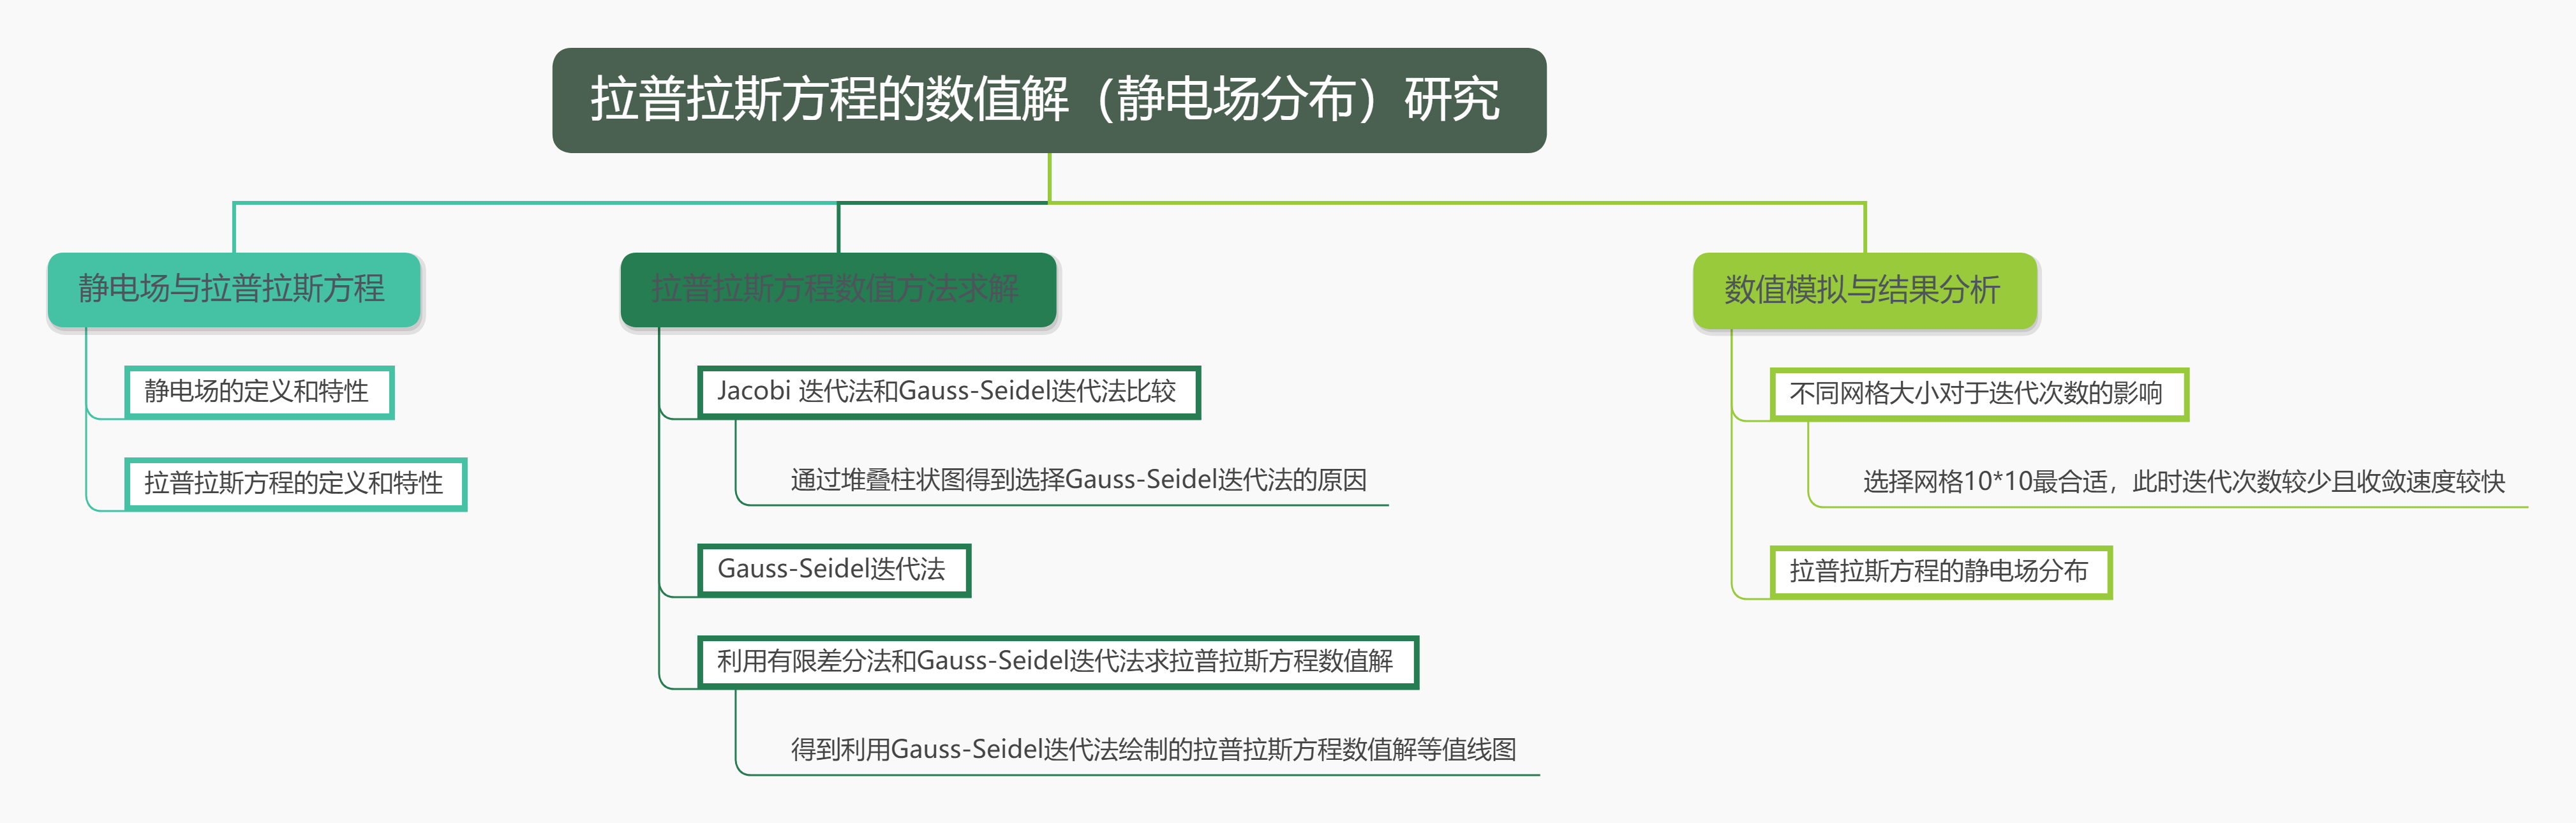 拉普拉斯方程的数值解（静电场分布）研究
静电场与拉普拉斯方程
静电场的定义和特性
拉普拉斯方程的定义和特性
拉普拉斯方程数值方法求解
Jacobi 迭代法和Gauss-Seidel迭代法比较
通过堆叠柱状图得到选择Gauss-Seidel迭代法的原因
Gauss-Seidel迭代法
利用有限差分法和Gauss-Seidel迭代法求拉普拉斯方程数值解
得到利用Gauss-Seidel迭代法绘制的拉普拉斯方程数值解等值线图
数值模拟与结果分析
不同网格大小对于迭代次数的影响
选择网格10*10最合适，此时迭代次数较少且收敛速度较快
拉普拉斯方程的静电场分布